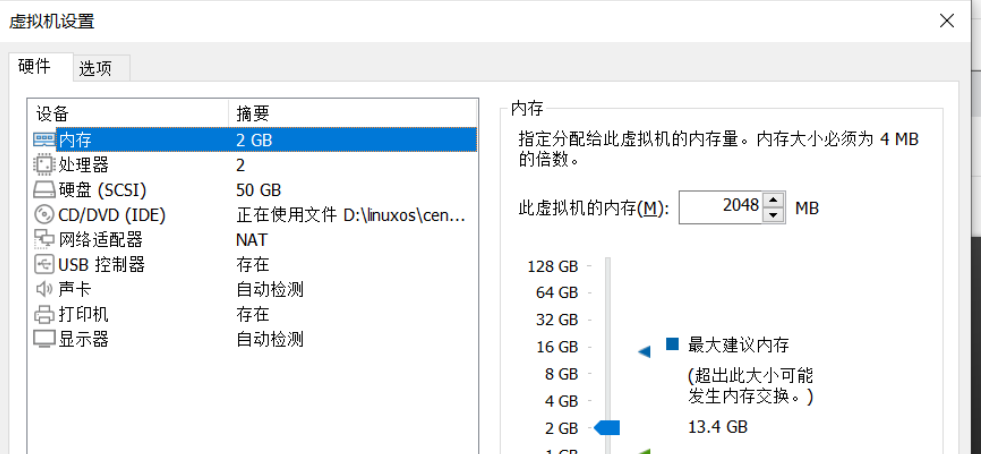 虚拟机设置
硬件 选项
设备 摘要
内存 2 GB
处理器 2
硬盘 (SCSI) 50 GB
CD/DVD (IDE) 正在使用文件 D:\linuxos\cen...
网络适配器 NAT
USB 控制器 存在
声卡 自动检测
打印机 存在
显示器 自动检测
内存
指定分配给此虚拟机的内存量。内存大小必须为 4 MB
的倍数。
此虚拟机的内存(M): 2048 MB
128 GB
64 GB
32 GB
16 GB
8 GB
4 GB
2 GB
1 GB
最大建议内存
(超出此大小可能
发生内存交换。)
13.4 GB